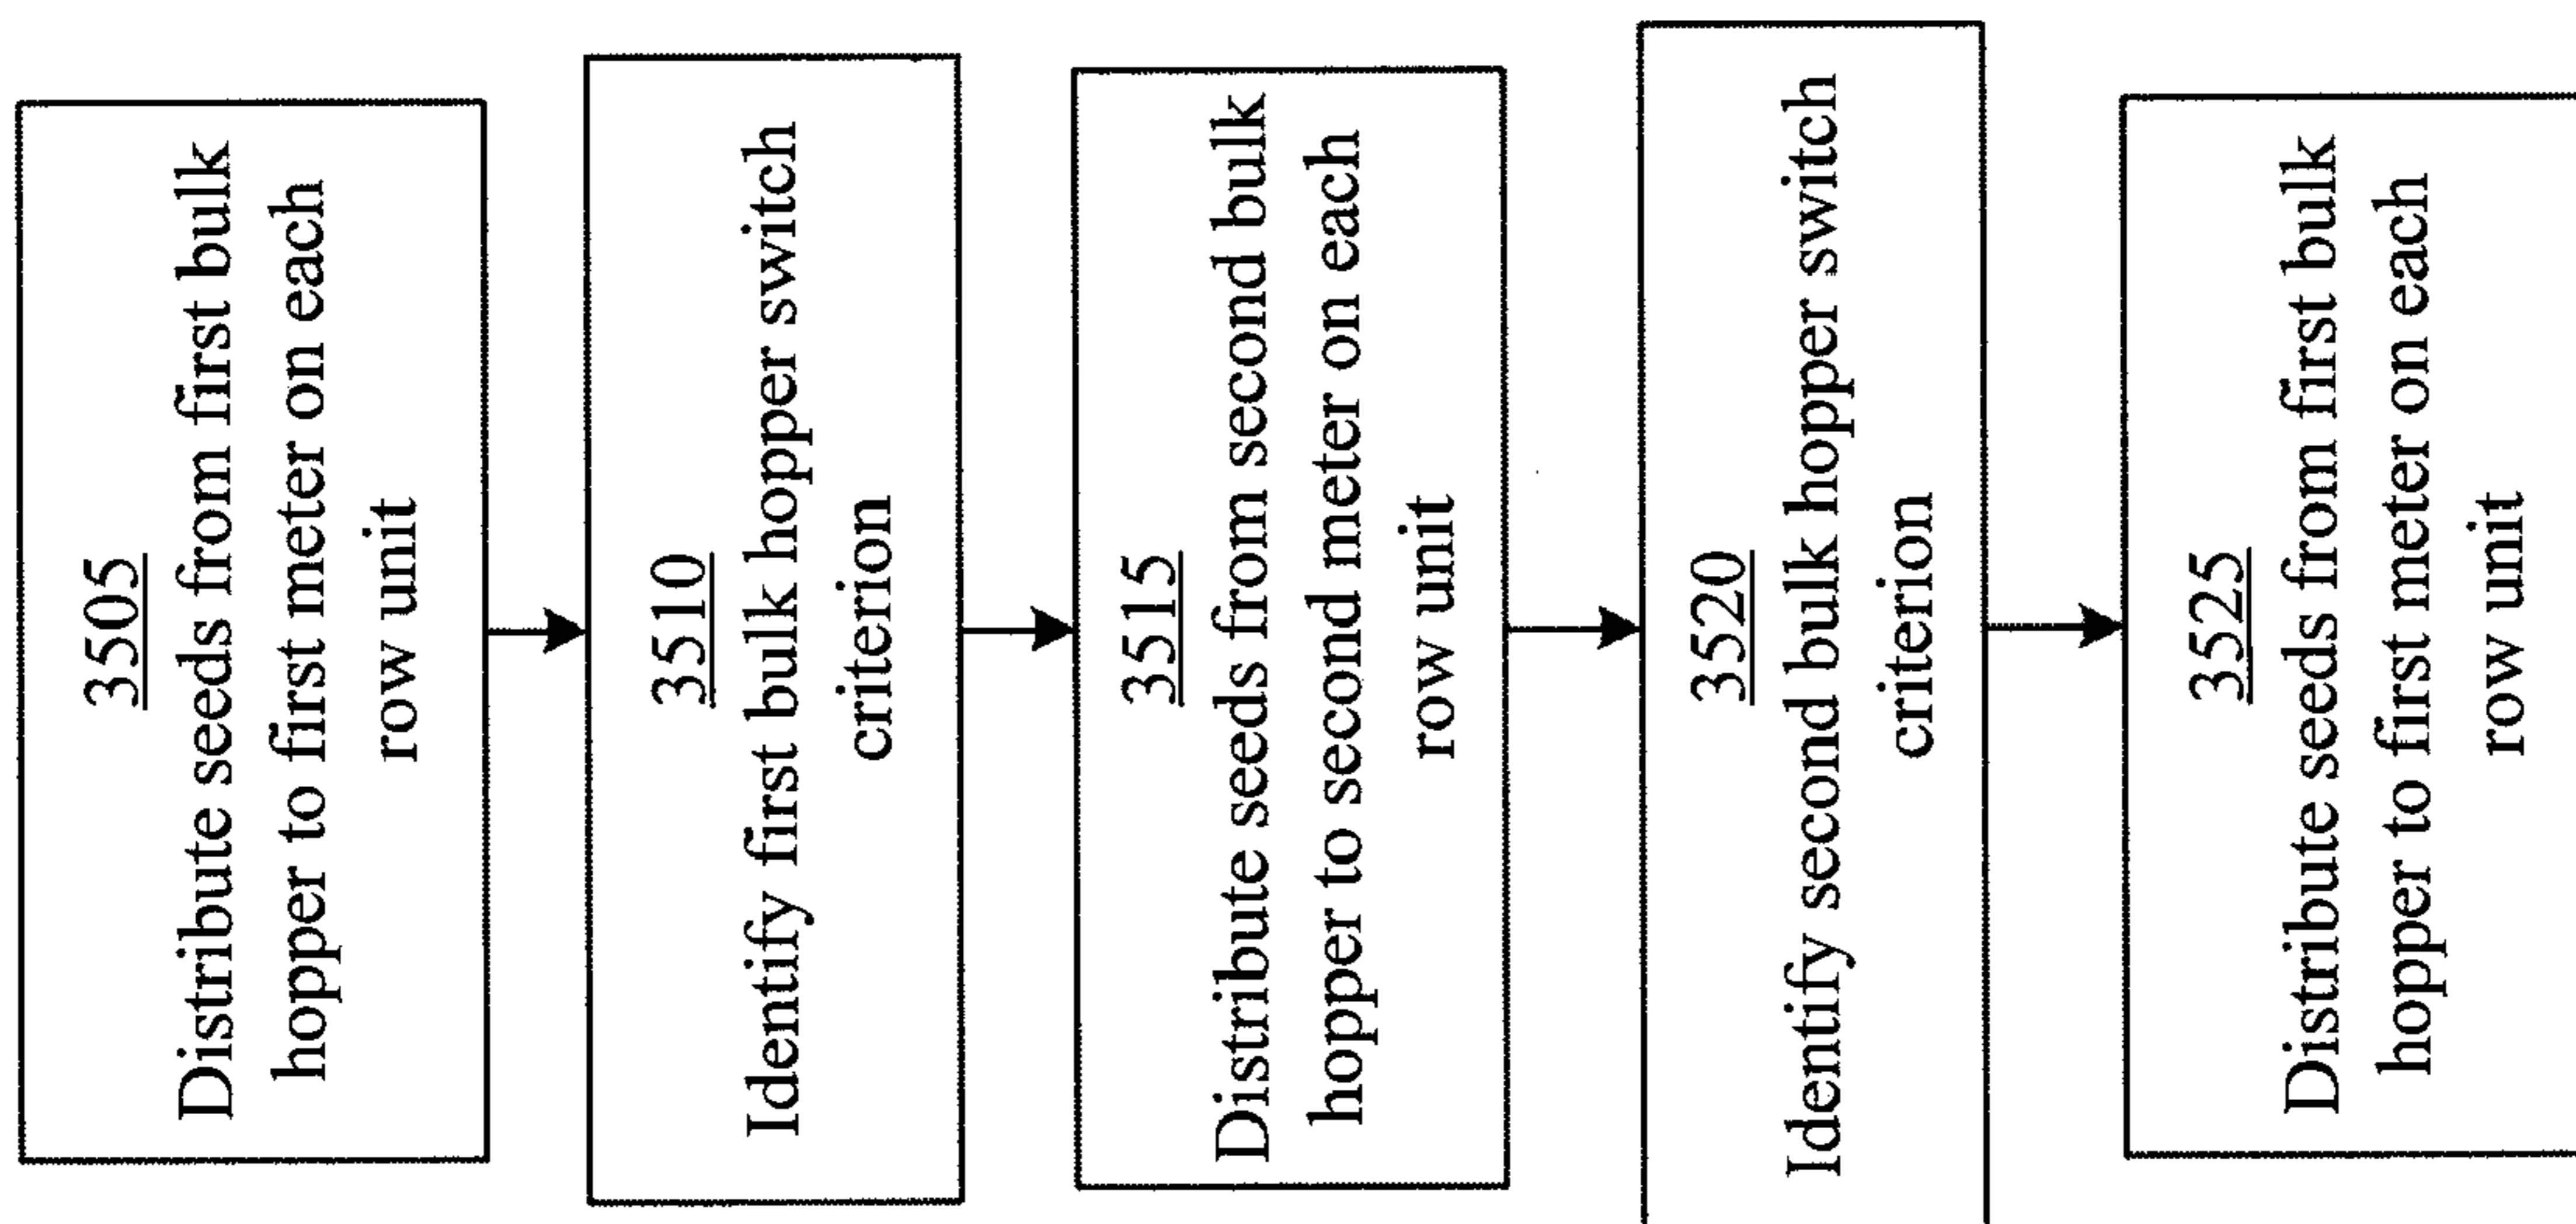 3505
Distribute seeds from first bulk
hopper to first meter on each
row unit
3510
Identify first bulk hopper switch
criterion
3515
Distribute seeds from second bulk
hopper to second meter on each
row unit
3520
Identify second bulk hopper switch
criterion
3525
Distribute seeds from first bulk
hopper to first meter on each
row unit